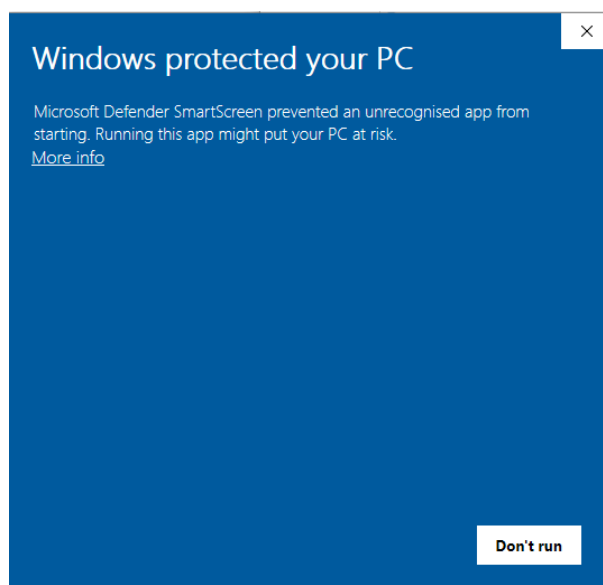 Windows protected your PC
Microsoft Defender SmartScreen prevented an unrecognised app from
starting. Running this app might put your PC at risk.
More info
Don't run